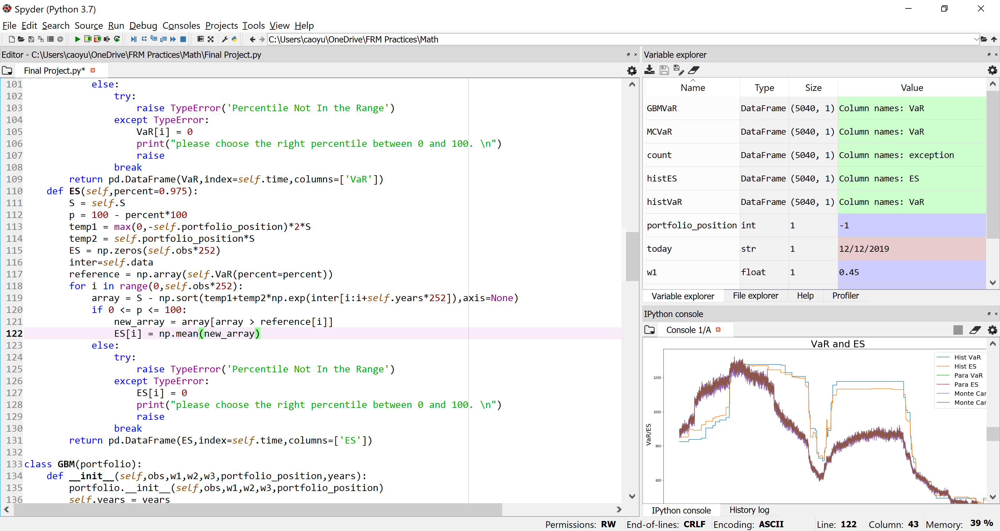 Spyder (Python 3.7)
File Edit Search Source Run Debug Consoles Projects Tools View Help
C:\Users\caoyu\OneDrive\FRM Practices\Math
Editor - C:\Users\caoyu\OneDrive\FRM Practices\Math\Final Project.py
Final Project.py*
101 else:
102 try:
103 raise TypeError('Percentile Not In the Range')
104 except TypeError:
105 VaR[i] = 0
106 print("please choose the right percentile between 0 and 100. \n")
107 raise
108 break
109 return pd.DataFrame(VaR,index=self.time,columns=['VaR'])
110 def ES(self,percent=0.975):
111 S = self.S
112 p = 100 - percent*100
113 temp1 = max(0,-self.portfolio_position)*2*S
114 temp2 = self.portfolio_position*S
115 ES = np.zeros(self.obs*252)
116 inter=self.data
117 reference = np.array(self.VaR(percent=percent))
118 for i in range(0,self.obs*252):
119 array = S - np.sort(temp1+temp2*np.exp(inter[i:i+self.years*252]),axis=None)
120 if 0 <= p <= 100:
121 new_array = array[array > reference[i]]
122 ES[i] = np.mean(new_array)
123 else:
124 try:
125 raise TypeError('Percentile Not In the Range')
126 except TypeError:
127 ES[i] = 0
128 print("please choose the right percentile between 0 and 100. \n")
129 raise
130 break
131 return pd.DataFrame(ES,index=self.time,columns=['ES'])
132
133 class GBM(portfolio):
134 def __init__(self,obs,w1,w2,w3,portfolio_position,years):
135 portfolio.__init__(self,obs,w1,w2,w3,portfolio_position)
136 self.years = years
Variable explorer
Name Type Size Value
GBMVaR DataFrame (5040, 1) Column names: VaR
MCVaR DataFrame (5040, 1) Column names: VaR
count DataFrame (5040, 1) Column names: exception
histES DataFrame (5040, 1) Column names: ES
histVaR DataFrame (5040, 1) Column names: VaR
portfolio_position int 1 -1
today str 1 12/12/2019
w1 float 1 0.45
Variable explorer File explorer Help Profiler
IPython console
Console 1/A
VaR and ES
Hist VaR
Hist ES
Para VaR
Para ES
Monte Car
Monte Car
1200
1000
800
600
VaR/ES
IPython console History log
Permissions: RW End-of-lines: CRLF Encoding: ASCII Line: 122 Column: 43 Memory: 39 %